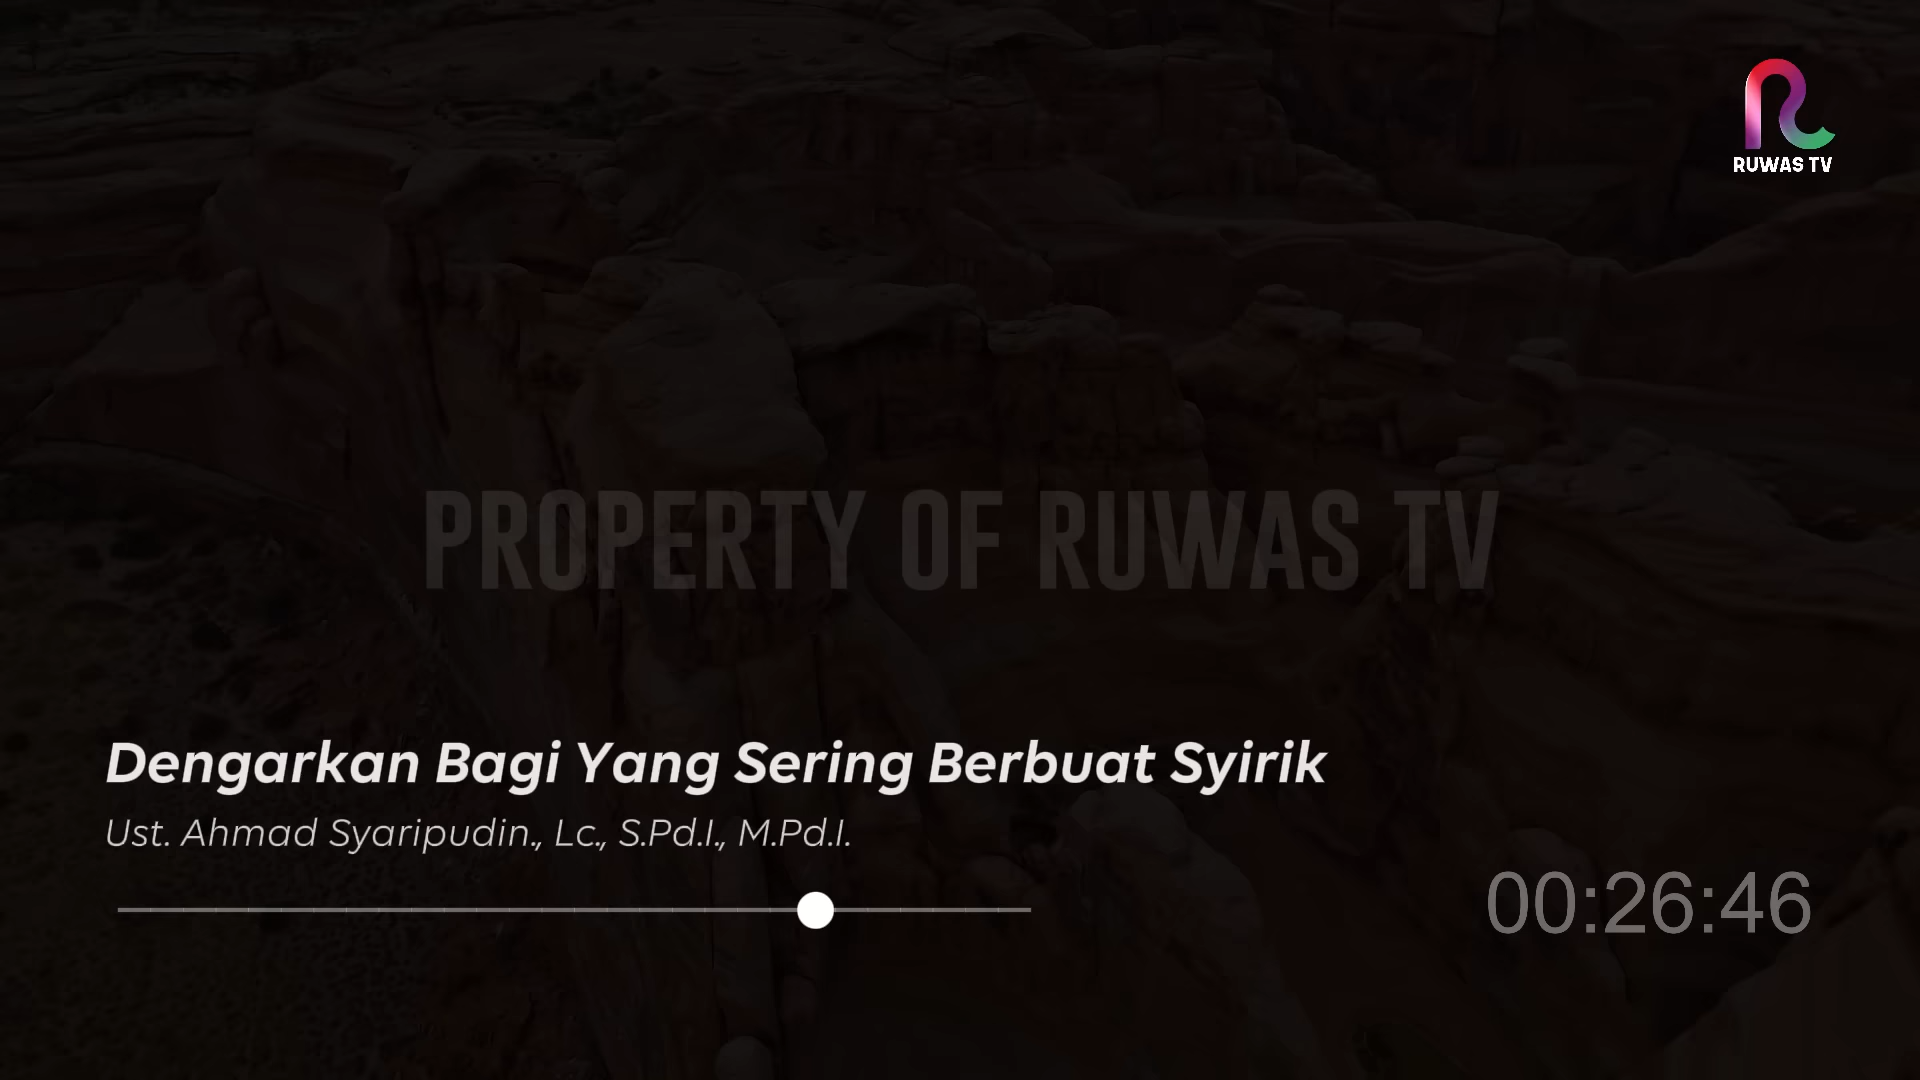 RUWAS TV
PROPERTY OF RUWAS TV
Dengarkan Bagi Yang Sering Berbuat Syirik
Ust. Ahmad Syaripudin., Lc., S.Pd.I., M.Pd.I.
00:26:46